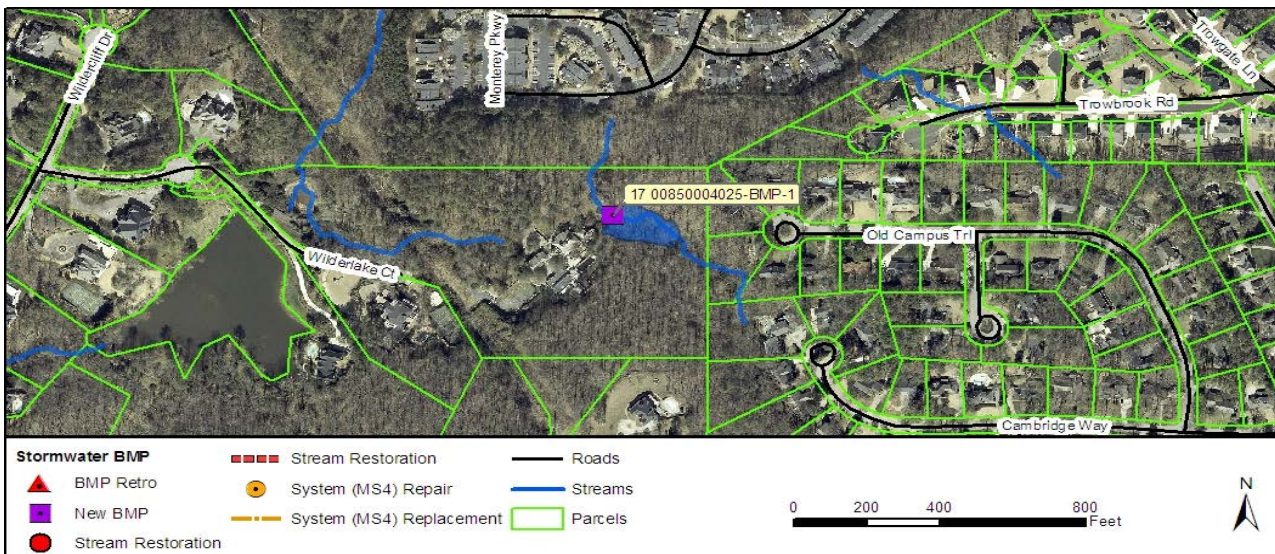 Wildercliff Dr
Monterey Pkwy
Trowgate Ln
Trowbrook Rd
17 00850004025-BMP-1
Old Campus Trl
Wilderlake Ct
Cambridge Way
Stormwater BMP
BMP Retro
New BMP
Stream Restoration
Stream Restoration
System (MS4) Repair
System (MS4) Replacement
Roads
Streams
Parcels
0 200 400 800
Feet
N